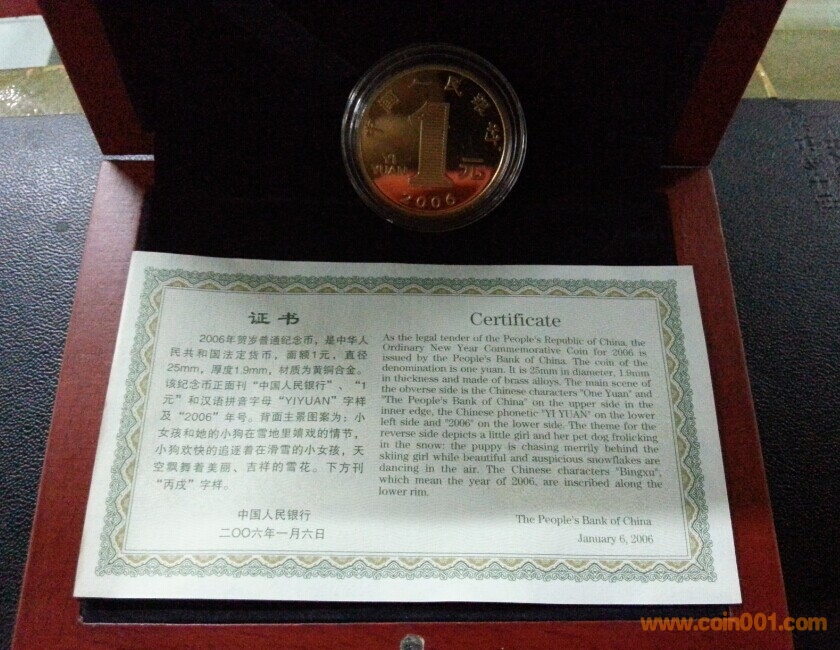 中国人民银行
1
YI
YUAN
元
2006
证书
2006年贺岁普通纪念币，是中华人
民共和国法定货币，面额1元，直径
25mm，厚度1.9mm，材质为黄铜合金。
该纪念币正面刊“中国人民银行”、“1
元”和汉语拼音字母“YIYUAN”字样
及“2006”年号。背面主景图案为：小
女孩和她的小狗在雪地里嬉戏的情节，
小狗欢快的追逐着在滑雪的小女孩，天
空飘舞着美丽、吉祥的雪花。下方刊
“丙戌”字样。
中国人民银行
二〇〇六年一月六日
Certificate
As the legal tender of the People's Republic of China, the
Ordinary New Year Commemorative Coin for 2006 is
issued by the People's Bank of China. The coin of the
denomination is one yuan. It is 25mm in diameter, 1.9mm
in thickness and made of brass alloys. The main scene of
the obverse side is the Chinese characters "One Yuan" and
"The People's Bank of China" on the upper side in the
inner edge, the Chinese phonetic "YI YUAN" on the lower
left side and "2006" on the lower side. The theme for the
reverse side depicts a little girl and her pet dog frolicking
in the snow: the puppy is chasing merrily behind the
skiing girl while beautiful and auspicious snowflakes are
dancing in the air. The Chinese characters "Bingxu",
which mean the year of 2006, are inscribed along the
lower rim.
The People's Bank of China
January 6, 2006
www.coin001.com